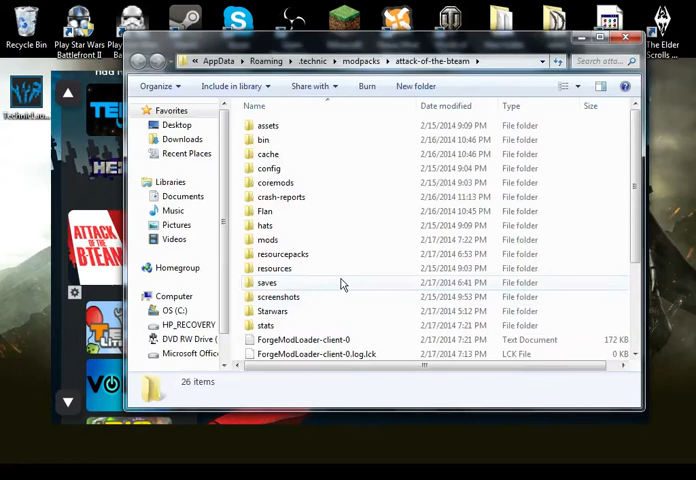 Recycle Bin
Play Star Wars Battlefront II
Play Star Wars Battlefront
Steam
Skype
Minecraft
The Elder Scrolls ...
AppData ▸ Roaming ▸ .technic ▸ modpacks ▸ attack-of-the-bteam ▸
Search atta...
Organize
Include in library
Share with
Burn
New folder
Name
Date modified
Type
Size
TechnicLau...
Favorites
Desktop
Downloads
Recent Places
Libraries
Documents
Music
Pictures
Videos
Homegroup
Computer
OS (C:)
HP_RECOVERY
DVD RW Drive (
Microsoft Office
assets 2/15/2014 9:09 PM File folder
bin 2/16/2014 10:46 PM File folder
cache 2/16/2014 10:46 PM File folder
config 2/15/2014 9:04 PM File folder
coremods 2/15/2014 9:03 PM File folder
crash-reports 2/16/2014 11:13 PM File folder
Flan 2/16/2014 10:45 PM File folder
hats 2/15/2014 9:09 PM File folder
mods 2/17/2014 7:22 PM File folder
resourcepacks 2/17/2014 6:53 PM File folder
resources 2/15/2014 9:03 PM File folder
saves 2/17/2014 6:41 PM File folder
screenshots 2/15/2014 9:53 PM File folder
Starwars 2/17/2014 5:12 PM File folder
stats 2/17/2014 7:21 PM File folder
ForgeModLoader-client-0 2/17/2014 7:21 PM Text Document 172 KB
ForgeModLoader-client-0.log.lck 2/17/2014 7:13 PM LCK File 0 KB
26 items
ATTACK
OF THE
B-TEAM